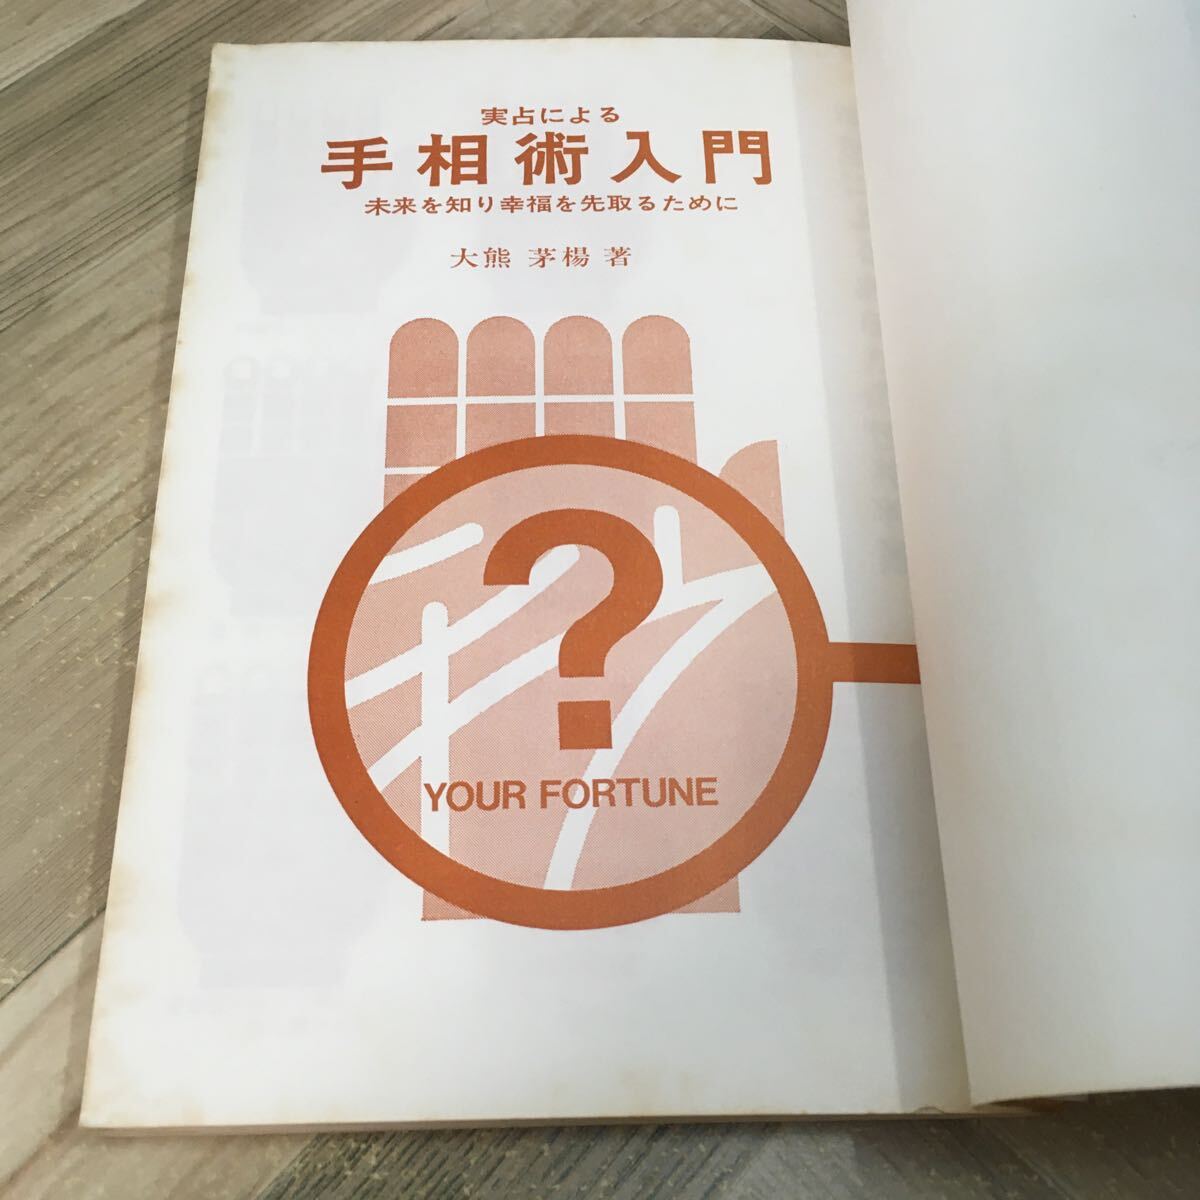 実占による
手相術入門
未来を知り幸福を先取るために
大熊 茅楊 著
?
YOUR FORTUNE